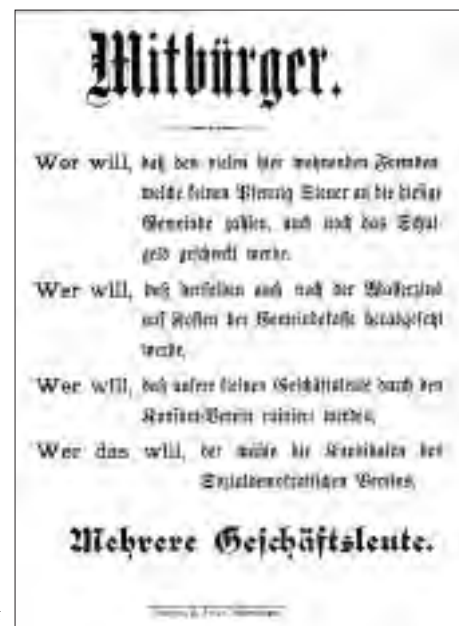 Mitbürger.
Wer will, daß den vielen hier wohnenden Fremden
welche keinen Pfennig Steuer an die hiesige
Gemeinde zahlen, auch noch das Schul-
geld geschenkt werde.
Wer will, daß denselben auch noch der Wasserzins
auf Kosten der Gemeindekasse herabgesetzt
werde,
Wer will, daß unsere kleinen Geschäftsleute durch den
Konsum-Verein ruiniert werden,
Wer das will, der wähle die Kandidaten des
Sozialdemokratischen Vereins.
Mehrere Geschäftsleute.